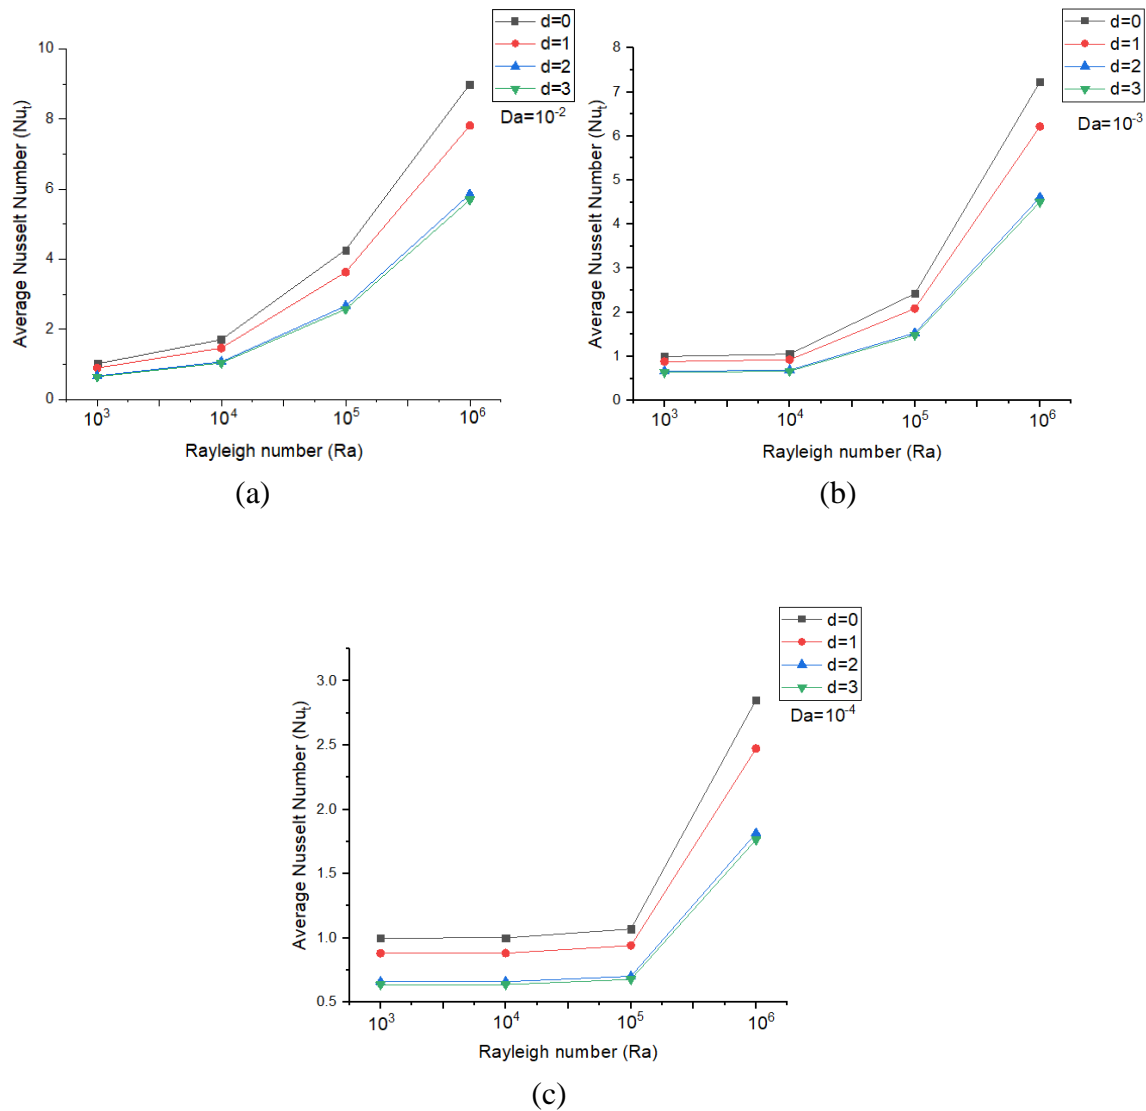 d=0
d=1
d=2
d=3
Da=10⁻²
10
8
6
4
2
0
Average Nusselt Number (Nuₜ)
10³ 10⁴ 10⁵ 10⁶
Rayleigh number (Ra)
(a)
d=0
d=1
d=2
d=3
Da=10⁻³
8
7
6
5
4
3
2
1
0
Average Nusselt Number (Nuₜ)
10³ 10⁴ 10⁵ 10⁶
Rayleigh number (Ra)
(b)
d=0
d=1
d=2
d=3
Da=10⁻⁴
3.0
2.5
2.0
1.5
1.0
0.5
Average Nusselt Number (Nuₜ)
10³ 10⁴ 10⁵ 10⁶
Rayleigh number (Ra)
(c)